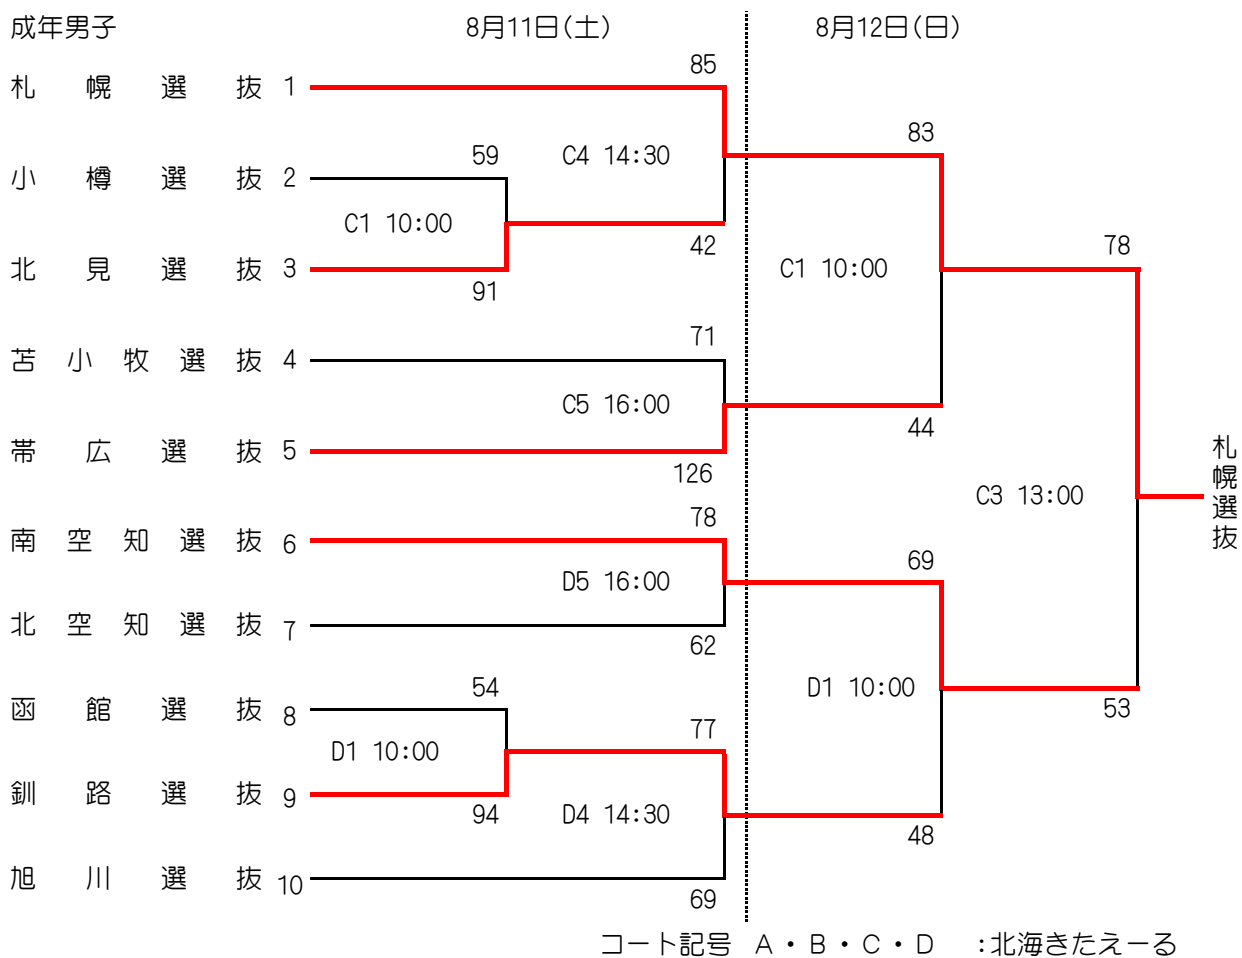 成年男子 8月11日(土) 8月12日(日)
85
札幌選抜 1
83
59 C4 14:30
小樽選抜 2
C1 10:00
42 78
北見選抜 3 C1 10:00
91
71
苫小牧選抜 4
C5 16:00
44
帯広選抜 5
札幌選抜
126
C3 13:00
78
南空知選抜 6
69
D5 16:00
北空知選抜 7
62
54 D1 10:00
函館選抜 8 53
77
D1 10:00
釧路選抜 9
94 D4 14:30
48
旭川選抜 10
69
コート記号 A・B・C・D :北海きたえーる